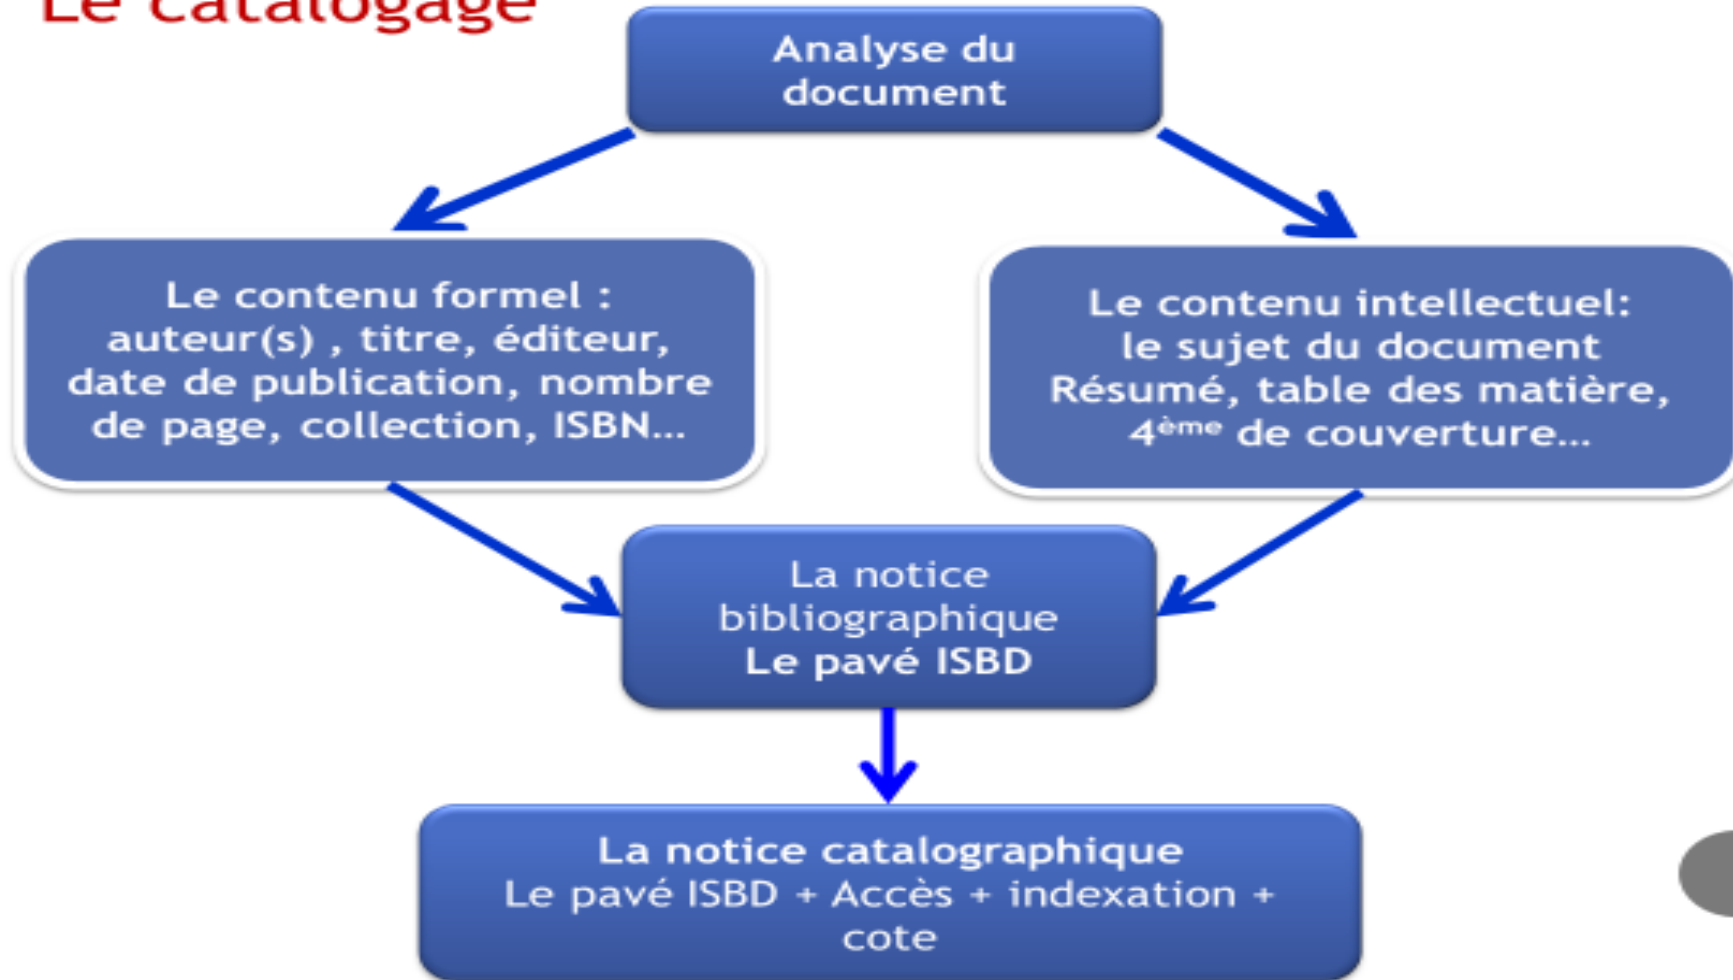 Le catalogage
Analyse du
document
Le contenu formel :
auteur(s) , titre, éditeur,
date de publication, nombre
de page, collection, ISBN...
Le contenu intellectuel:
le sujet du document
Résumé, table des matière,
4ème de couverture...
La notice
bibliographique
Le pavé ISBD
La notice catalographique
Le pavé ISBD + Accès + indexation +
cote